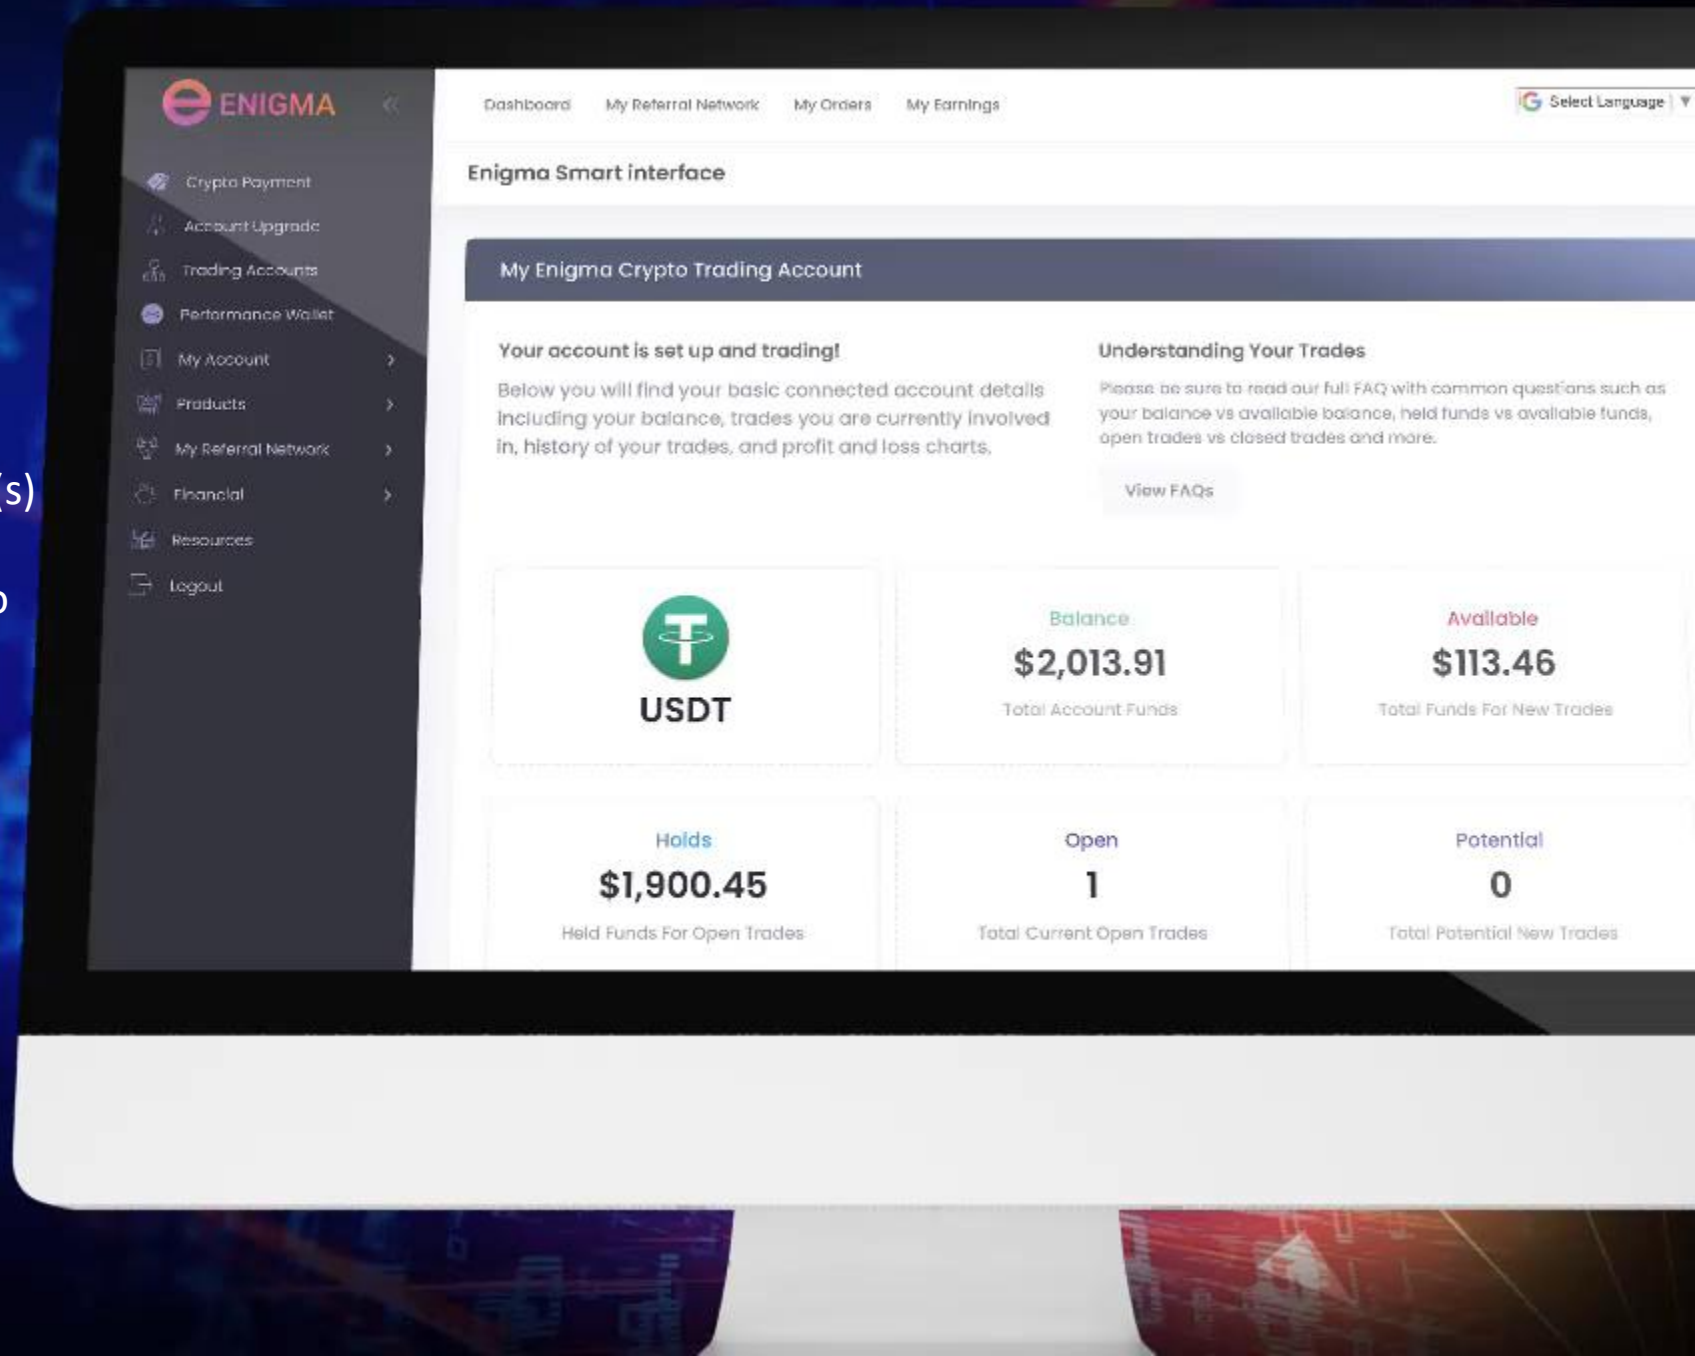 ENIGMA
Dashboard My Referral Network My Orders My Earnings
Select Language
Enigma Smart interface
Crypto Payment
Account Upgrade
Trading Accounts
Performance Wallet
My Account
Products
My Referral Network
Financial
Resources
Logout
(s)
My Enigma Crypto Trading Account
Your account is set up and trading!
Below you will find your basic connected account details
including your balance, trades you are currently involved
in, history of your trades, and profit and loss charts.
Understanding Your Trades
Please be sure to read our full FAQ with common questions such as
your balance vs available balance, held funds vs available funds,
open trades vs closed trades and more.
View FAQs
USDT
Balance
$2,013.91
Total Account Funds
Available
$113.46
Total Funds For New Trades
Holds
$1,900.45
Held Funds For Open Trades
Open
1
Total Current Open Trades
Potential
0
Total Potential New Trades